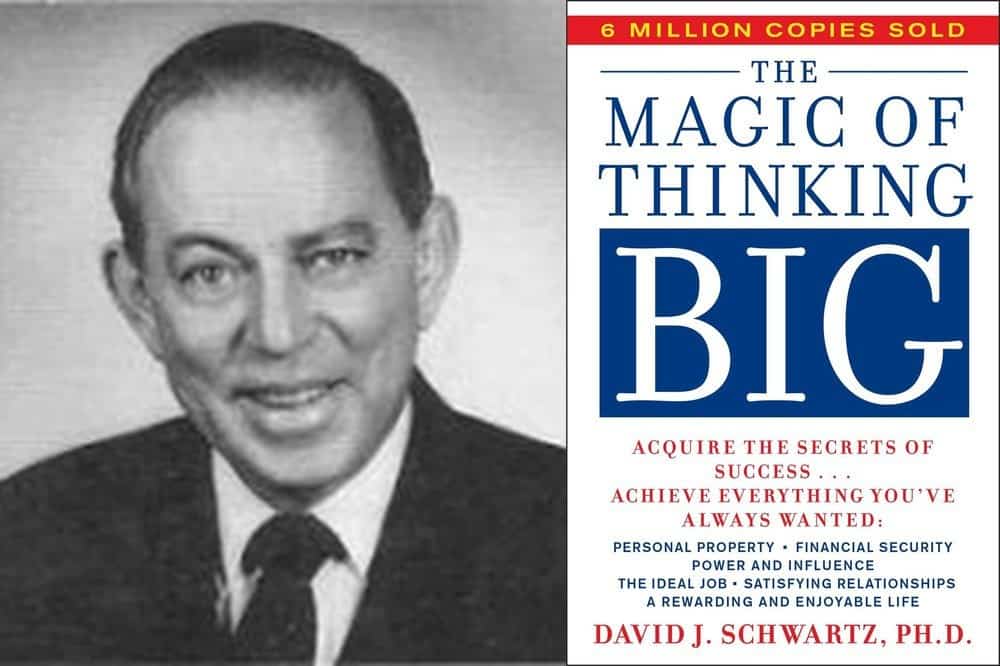 6 MILLION COPIES SOLD
THE
MAGIC OF
THINKING
BIG
ACQUIRE THE SECRETS OF
SUCCESS . . .
ACHIEVE EVERYTHING YOU'VE
ALWAYS WANTED:
PERSONAL PROPERTY • FINANCIAL SECURITY
POWER AND INFLUENCE
THE IDEAL JOB • SATISFYING RELATIONSHIPS
A REWARDING AND ENJOYABLE LIFE
DAVID J. SCHWARTZ, PH.D.